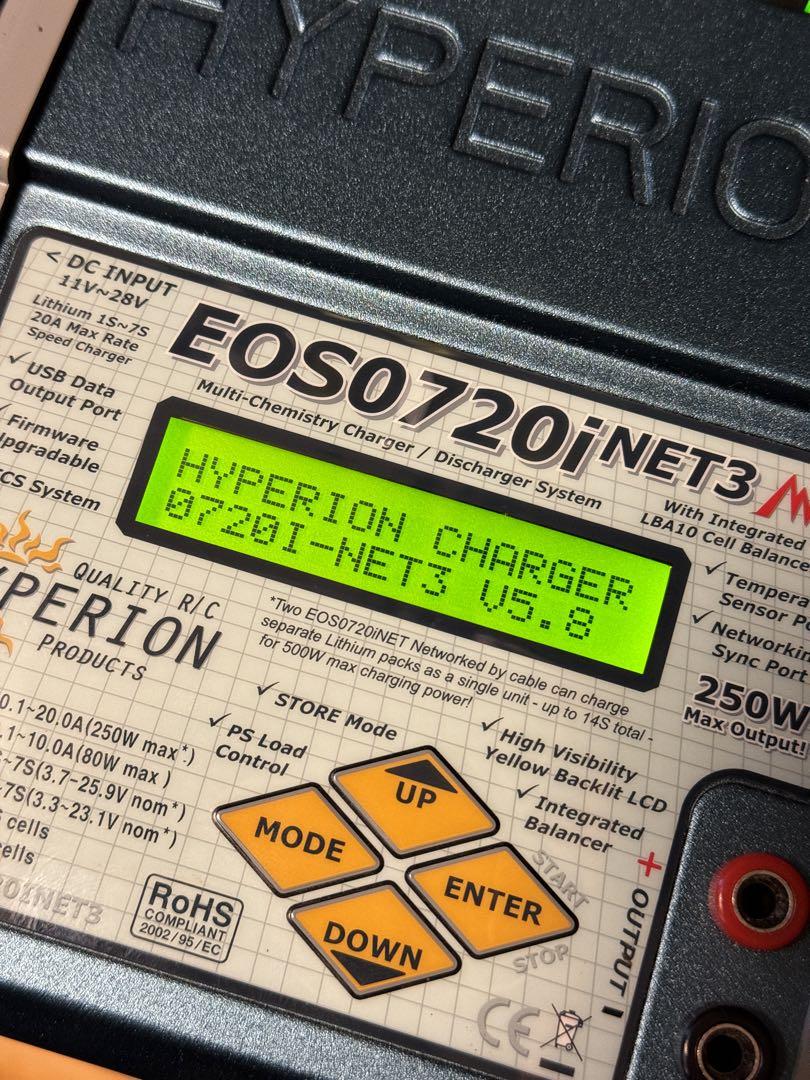 HYPERIO
< DC INPUT
11V~28V
Lithium 1S~7S
20A Max Rate
Speed Charger
✓ USB Data
Output Port
✓ Firmware
Upgradable
TCS System
EOS0720iNET3
Multi-Chemistry Charger / Discharger System
HYPERION CHARGER
0720I-NET3 V5.8
With Integrated
LBA10 Cell Balance
✓ Tempera
Sensor Po
✓ Networkin
Sync Port
250W
Max Output!
QUALITY R/C
YPERION
PRODUCTS
*Two EOS0720iNET Networked by cable can charge
separate Lithium packs as a single unit - up to 14S total -
for 500W max charging power!
✓ STORE Mode
✓ PS Load
Control
✓ High Visibility
Yellow Backlit LCD
✓ Integrated
Balancer
0.1~20.0A(250W max*)
.1~10.0A(80W max )
~7S(3.7~25.9V nom*)
~7S(3.3~23.1V nom*)
cells
cells
20iNET3
RoHS
COMPLIANT
2002/95/EC
UP
MODE
ENTER
DOWN
START
STOP
+ OUTPUT -
CE